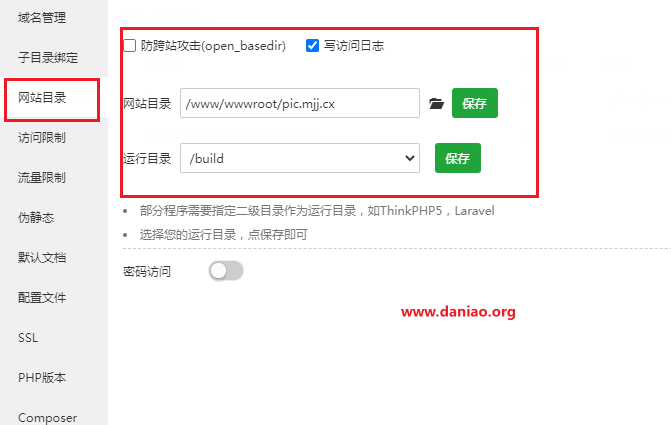 域名管理
子目录绑定
网站目录
访问限制
流量限制
伪静态
默认文档
配置文件
SSL
PHP版本
Composer
防跨站攻击(open_basedir) 写访问日志
网站目录 /www/wwwroot/pic.mjj.cx 保存
运行目录 /build 保存
部分程序需要指定二级目录作为运行目录，如ThinkPHP5，Laravel
选择您的运行目录，点保存即可
密码访问
www.daniao.org